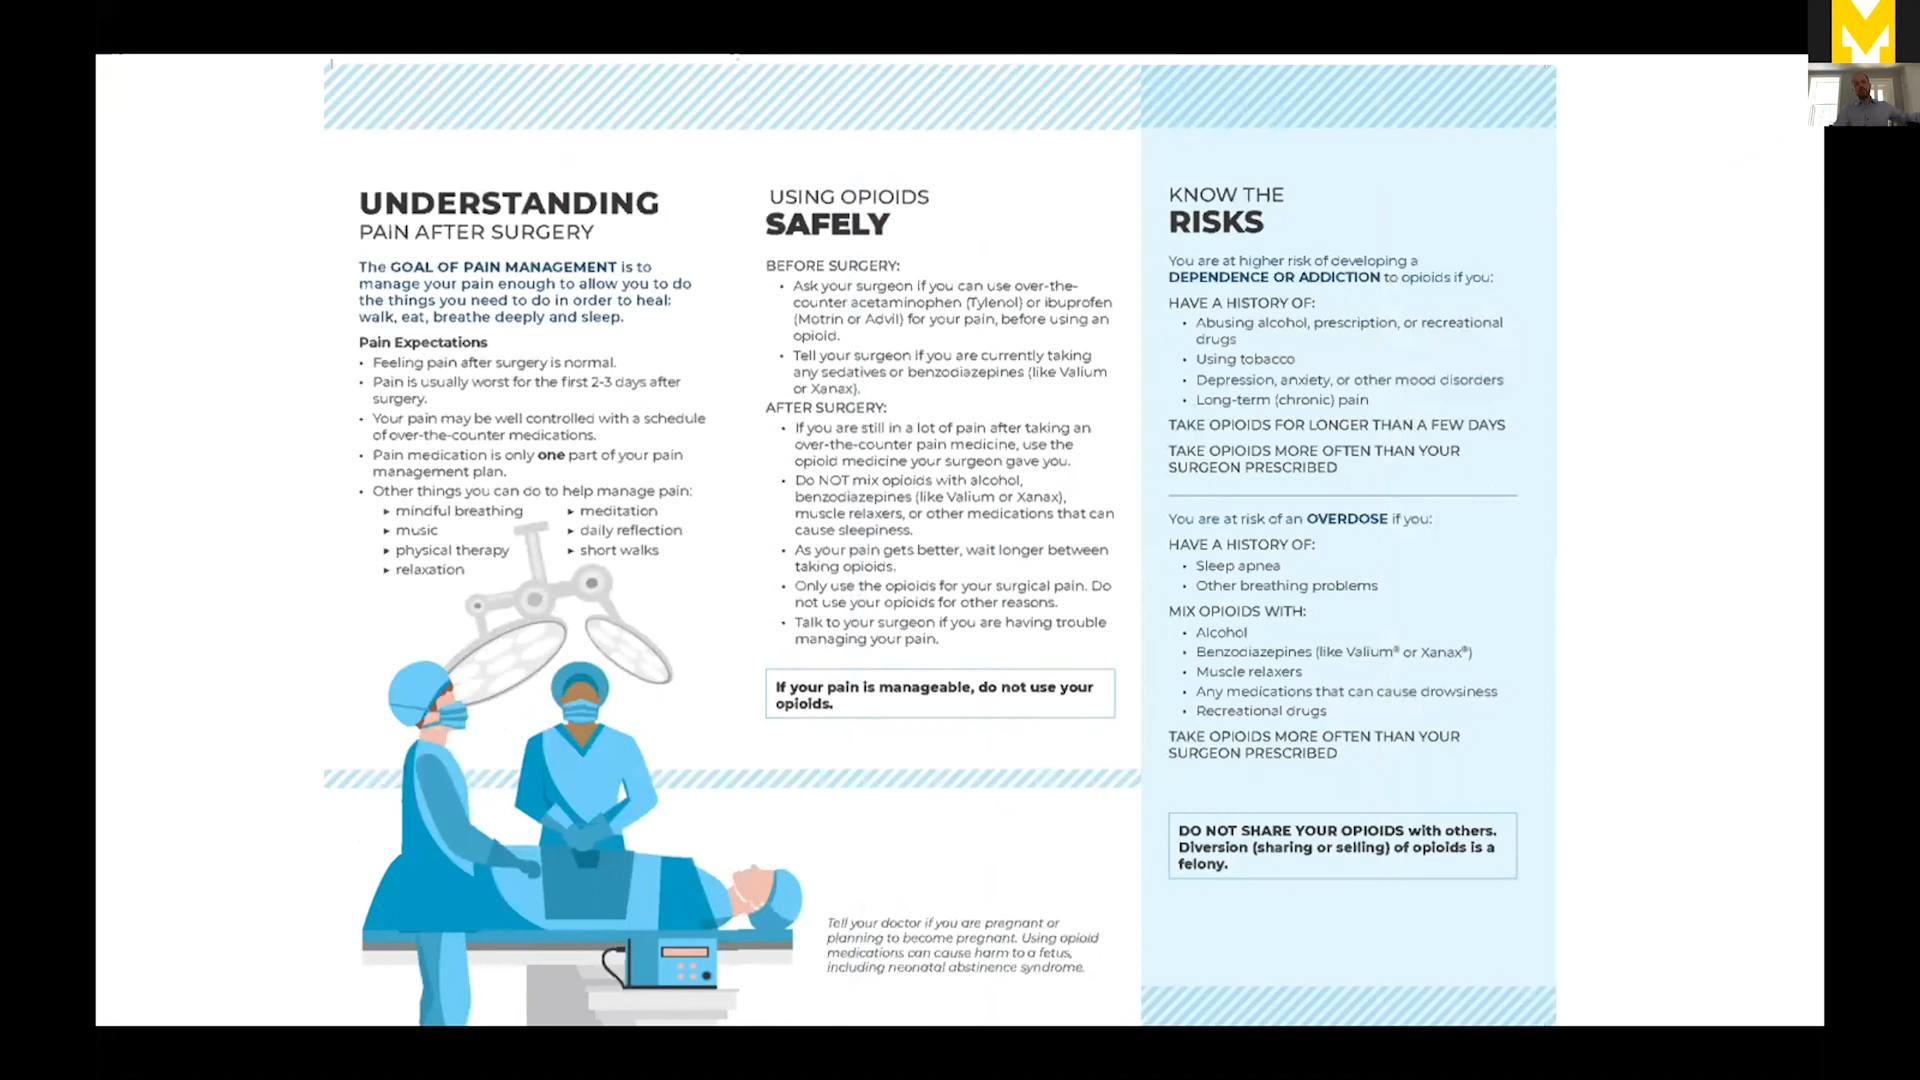 UNDERSTANDING
PAIN AFTER SURGERY
The GOAL OF PAIN MANAGEMENT is to
manage your pain enough to allow you to do
the things you need to do in order to heal:
walk, eat, breathe deeply and sleep.
Pain Expectations
• Feeling pain after surgery is normal.
• Pain is usually worst for the first 2-3 days after
surgery.
• Your pain may be well controlled with a schedule
of over-the-counter medications.
• Pain medication is only one part of your pain
management plan.
• Other things you can do to help manage pain:
▸ mindful breathing
▸ music
▸ physical therapy
▸ relaxation
▸ meditation
▸ daily reflection
▸ short walks
USING OPIOIDS
SAFELY
BEFORE SURGERY:
• Ask your surgeon if you can use over-the-
counter acetaminophen (Tylenol) or ibuprofen
(Motrin or Advil) for your pain, before using an
opioid.
• Tell your surgeon if you are currently taking
any sedatives or benzodiazepines (like Valium
or Xanax).
AFTER SURGERY:
• If you are still in a lot of pain after taking an
over-the-counter pain medicine, use the
opioid medicine your surgeon gave you.
• Do NOT mix opioids with alcohol,
benzodiazepines (like Valium or Xanax),
muscle relaxers, or other medications that can
cause sleepiness.
• As your pain gets better, wait longer between
taking opioids.
• Only use the opioids for your surgical pain. Do
not use your opioids for other reasons.
• Talk to your surgeon if you are having trouble
managing your pain.
If your pain is manageable, do not use your
opioids.
Tell your doctor if you are pregnant or
planning to become pregnant. Using opioid
medications can cause harm to a fetus,
including neonatal abstinence syndrome.
KNOW THE
RISKS
You are at higher risk of developing a
DEPENDENCE OR ADDICTION to opioids if you:
HAVE A HISTORY OF:
• Abusing alcohol, prescription, or recreational
drugs
• Using tobacco
• Depression, anxiety, or other mood disorders
• Long-term (chronic) pain
TAKE OPIOIDS FOR LONGER THAN A FEW DAYS
TAKE OPIOIDS MORE OFTEN THAN YOUR
SURGEON PRESCRIBED
You are at risk of an OVERDOSE if you:
HAVE A HISTORY OF:
• Sleep apnea
• Other breathing problems
MIX OPIOIDS WITH:
• Alcohol
• Benzodiazepines (like Valium® or Xanax®)
• Muscle relaxers
• Any medications that can cause drowsiness
• Recreational drugs
TAKE OPIOIDS MORE OFTEN THAN YOUR
SURGEON PRESCRIBED
DO NOT SHARE YOUR OPIOIDS with others.
Diversion (sharing or selling) of opioids is a
felony.
M